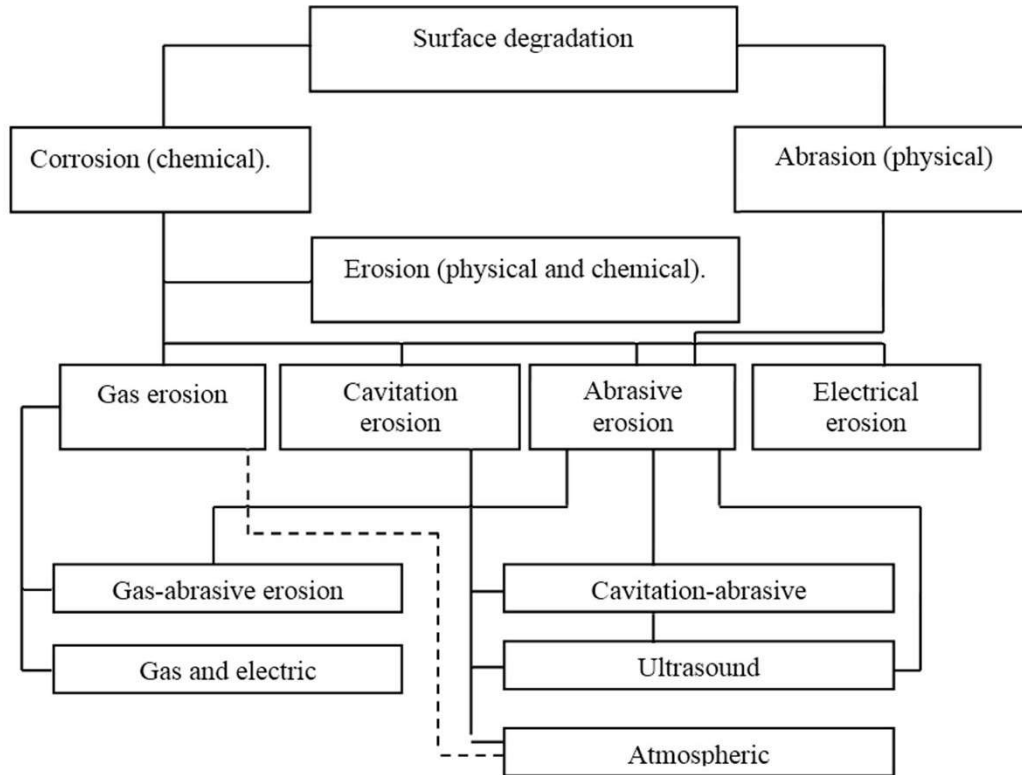 Surface degradation
Corrosion (chemical).
Abrasion (physical)
Erosion (physical and chemical).
Gas erosion
Cavitation
erosion
Abrasive
erosion
Electrical
erosion
Gas-abrasive erosion
Cavitation-abrasive
Gas and electric
Ultrasound
Atmospheric